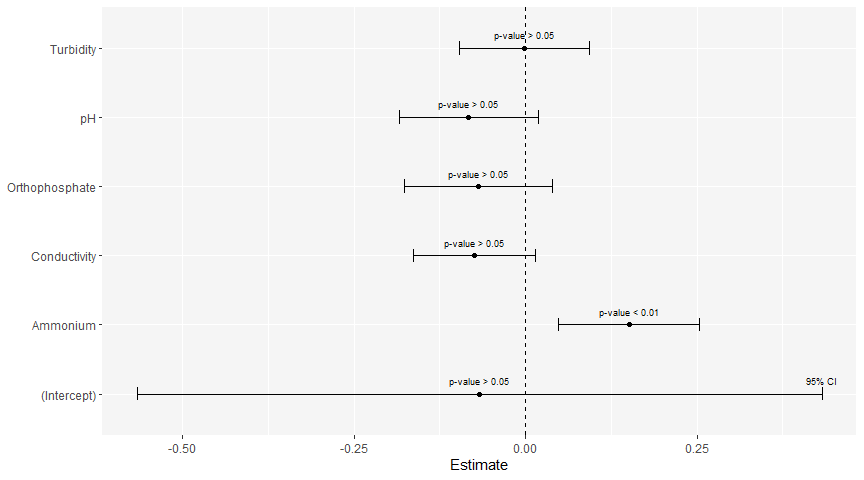 p-value > 0.05
Turbidity
p-value > 0.05
pH
p-value > 0.05
Orthophosphate
p-value > 0.05
Conductivity
p-value < 0.01
Ammonium
p-value > 0.05
95% CI
(Intercept)
-0.50
-0.25
0.00
0.25
Estimate